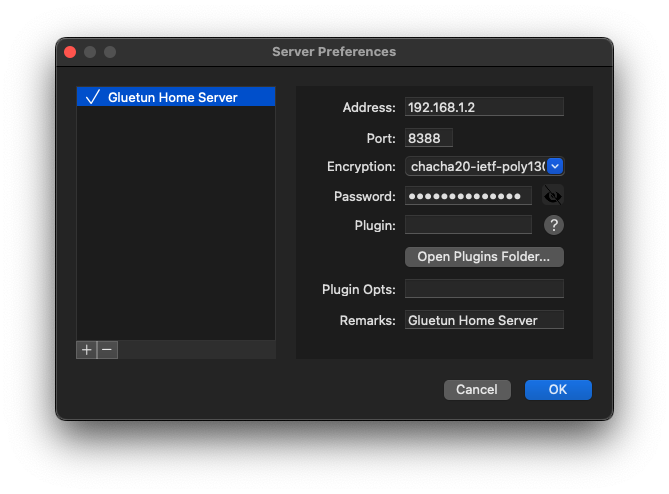 Server Preferences
Gluetun Home Server
Address: 192.168.1.2
Port: 8388
Encryption: chacha20-ietf-poly130
Password: ●●●●●●●●●●●●●●
Plugin: ?
Open Plugins Folder...
Plugin Opts:
Remarks: Gluetun Home Server
Cancel OK